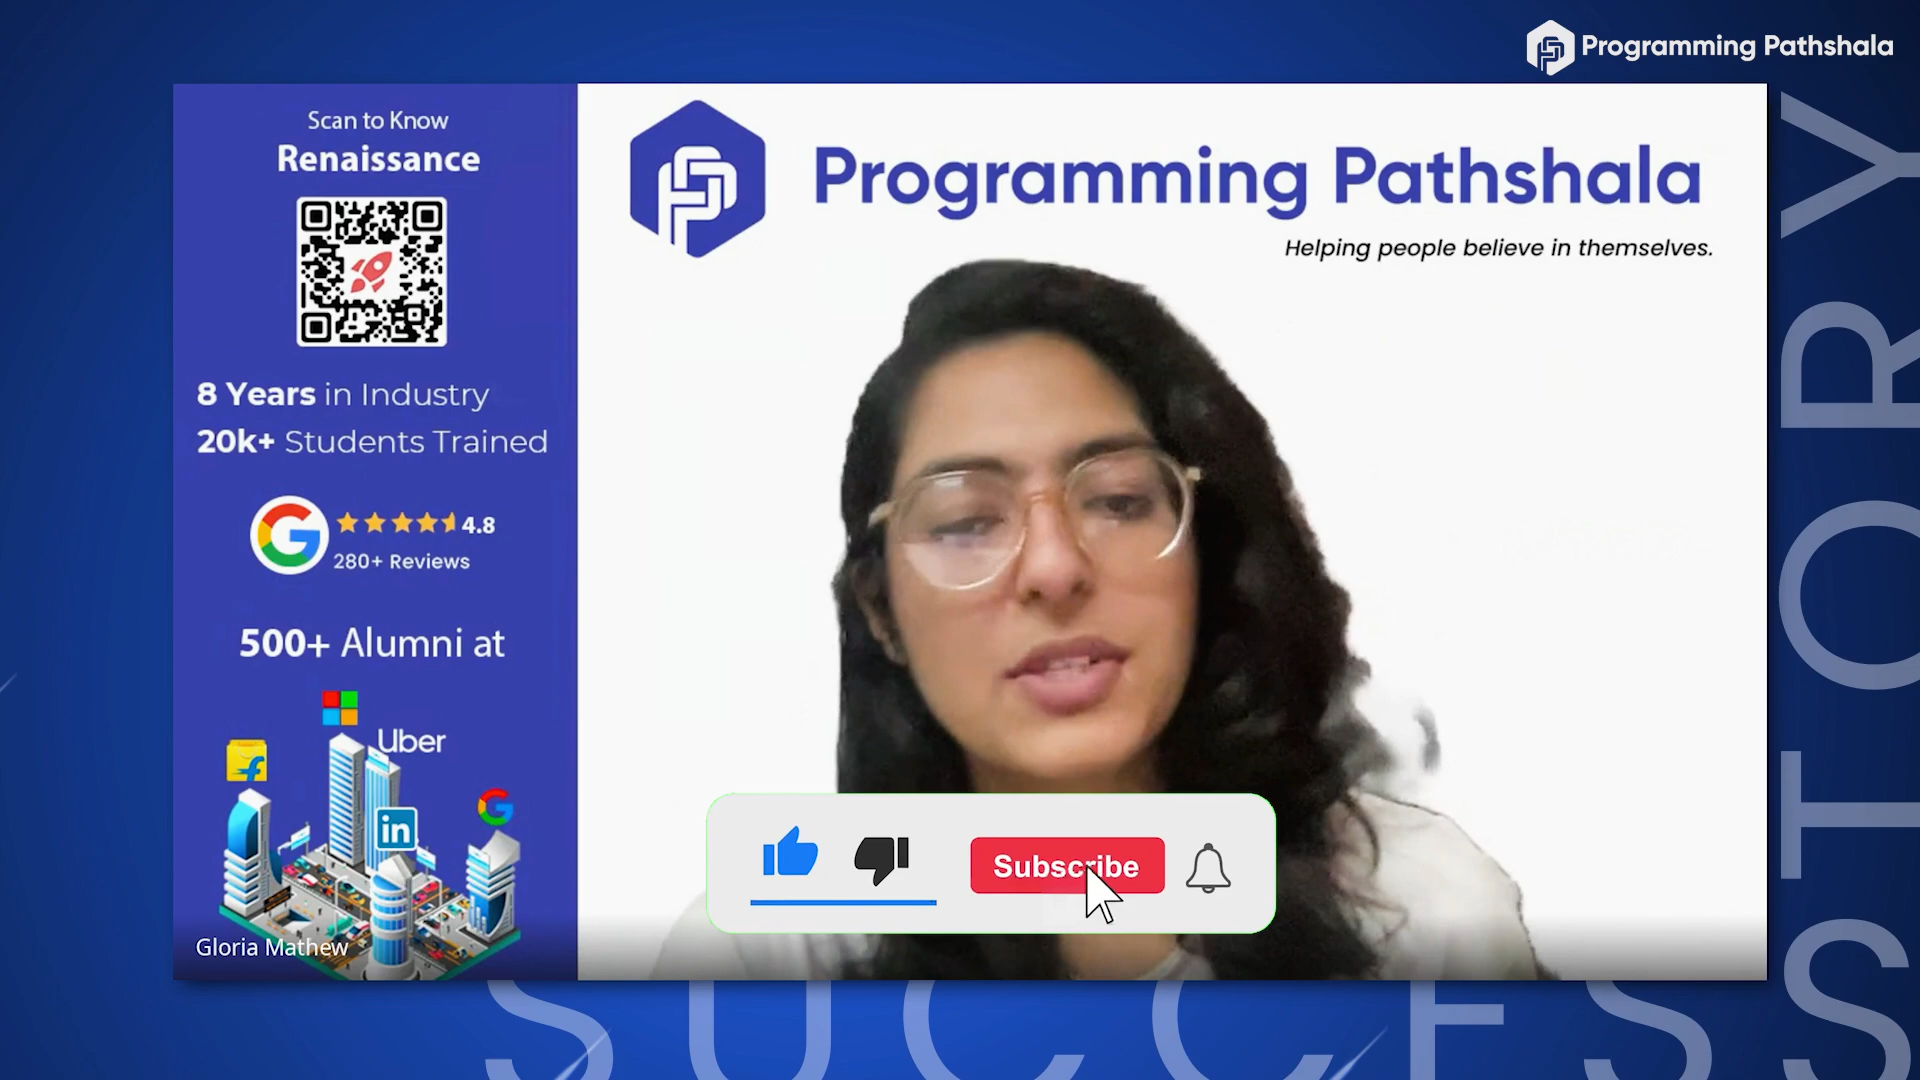 Programming Pathshala
Scan to Know
Renaissance
Programming Pathshala
Helping people believe in themselves.
8 Years in Industry
20k+ Students Trained
4.8
280+ Reviews
500+ Alumni at
Uber
in
Gloria Mathew
Subscribe
SUCCESS
STORY